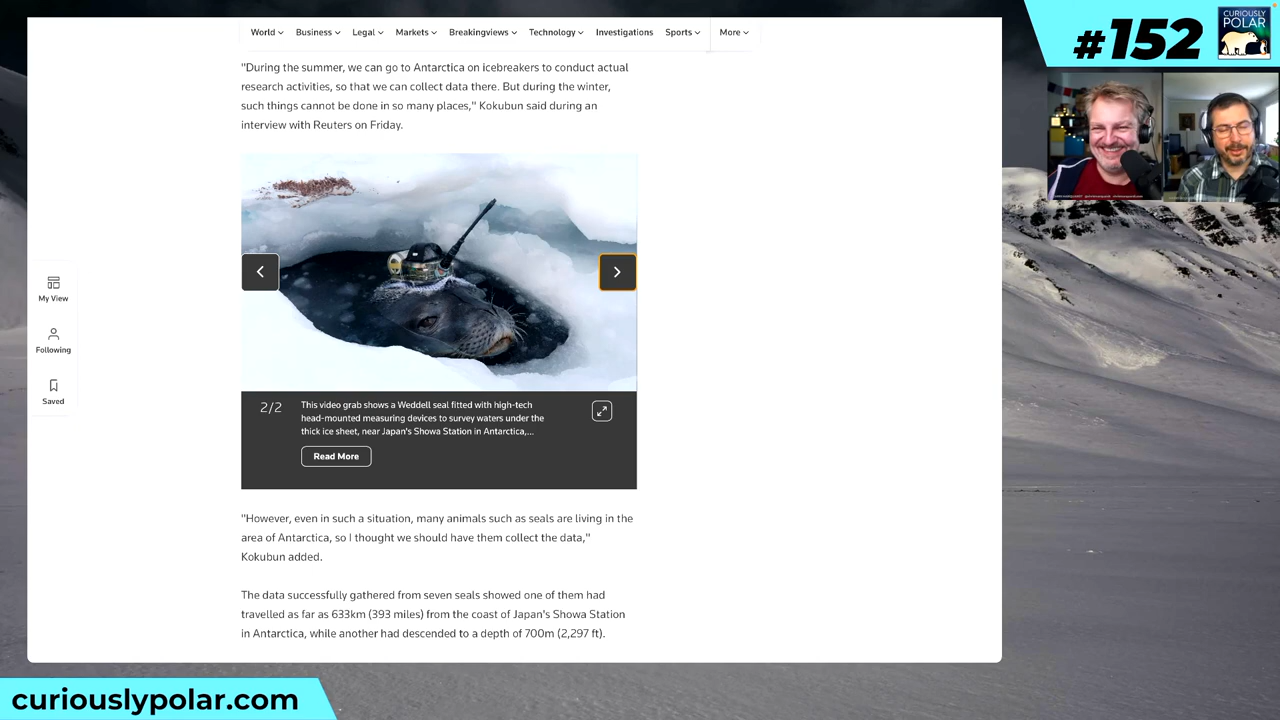 World Business Legal Markets Breakingviews Technology Investigations Sports More
#152
CURIOUSLY
POLAR
"During the summer, we can go to Antarctica on icebreakers to conduct actual
research activities, so that we can collect data there. But during the winter,
such things cannot be done in so many places," Kokubun said during an
interview with Reuters on Friday.
My View
Following
Saved
2/2
This video grab shows a Weddell seal fitted with high-tech
head-mounted measuring devices to survey waters under the
thick ice sheet, near Japan's Showa Station in Antarctica,...
Read More
"However, even in such a situation, many animals such as seals are living in the
area of Antarctica, so I thought we should have them collect the data,"
Kokubun added.
The data successfully gathered from seven seals showed one of them had
travelled as far as 633km (393 miles) from the coast of Japan's Showa Station
in Antarctica, while another had descended to a depth of 700m (2,297 ft).
curiouslypolar.com